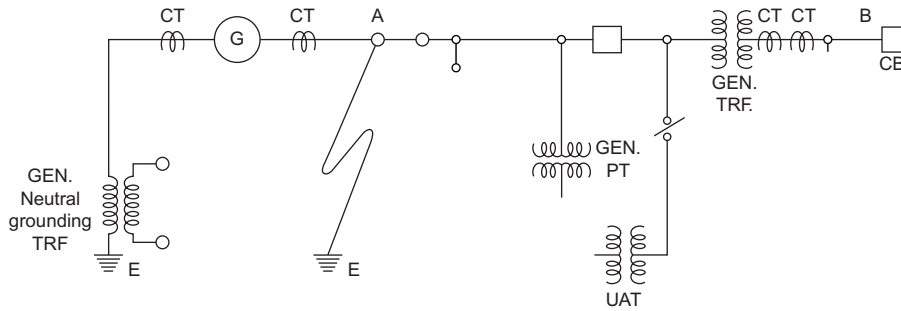 CT
G
CT
A
CT CT
B
CB
GEN.
TRF.
GEN.
PT
GEN.
Neutral
grounding
TRF
E
E
UAT